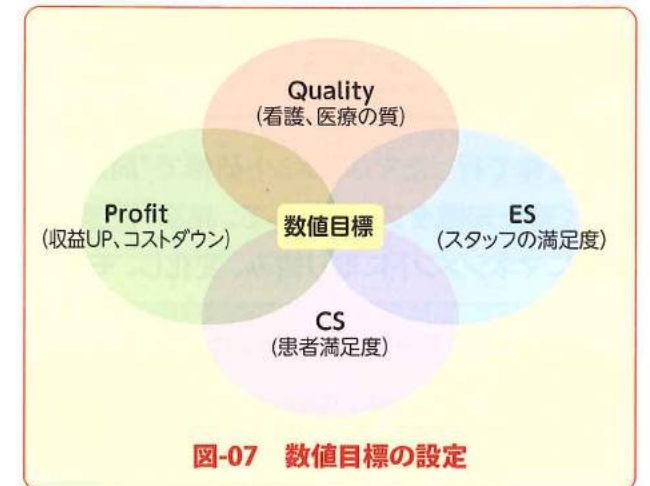 Quality
(看護、医療の質)
Profit
(収益UP、コストダウン)
数値目標
ES
(スタッフの満足度)
CS
(患者満足度)
図-07 数値目標の設定